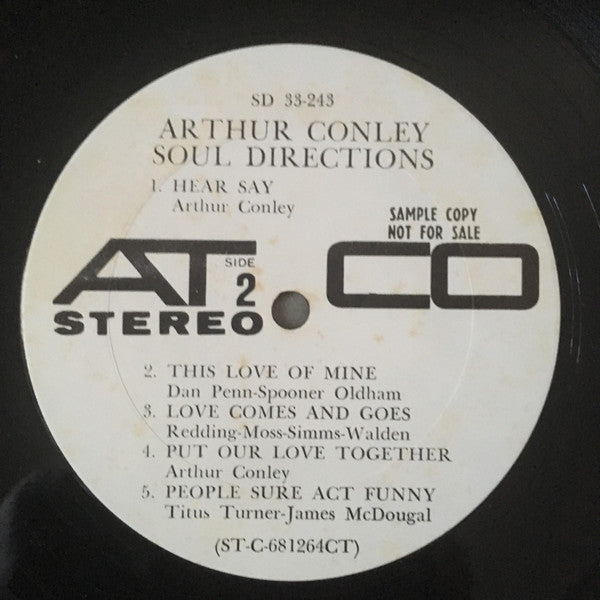 SD 33-243
ARTHUR CONLEY
SOUL DIRECTIONS
1. HEAR SAY
Arthur Conley
SAMPLE COPY
NOT FOR SALE
ATCO
SIDE
2
STEREO
2. THIS LOVE OF MINE
Dan Penn-Spooner Oldham
3. LOVE COMES AND GOES
Redding-Moss-Simms-Walden
4. PUT OUR LOVE TOGETHER
Arthur Conley
5. PEOPLE SURE ACT FUNNY
Titus Turner-James McDougal
(ST-C-681264CT)